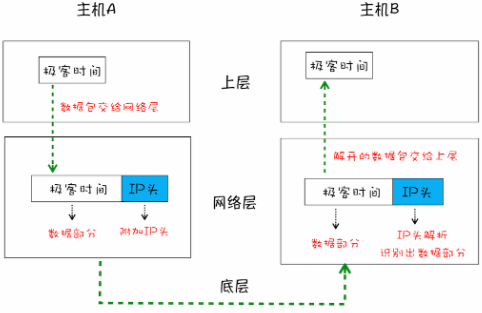 主机A
主机B
极客时间
上层
极客时间
数据包交给网络层
解开的数据包交给上层
极客时间
IP头
网络层
极客时间
IP头
数据部分
附加IP头
数据部分
IP头解析
识别出数据部分
底层